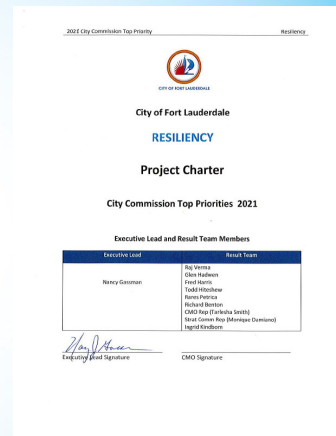 2021 City Commission Top Priority Resiliency
CITY OF FORT LAUDERDALE
City of Fort Lauderdale
RESILIENCY
Project Charter
City Commission Top Priorities 2021
Executive Lead and Result Team Members
Executive Lead Result Team
Raj Verma
Glen Hadwen
Nancy Gassman Fred Harris
Todd Hiteshew
Rares Petrica
Richard Benton
CMO Rep (Tarlesha Smith)
Strat Comm Rep (Monique Damiano)
Ingrid Kindbom
Executive Lead Signature CMO Signature